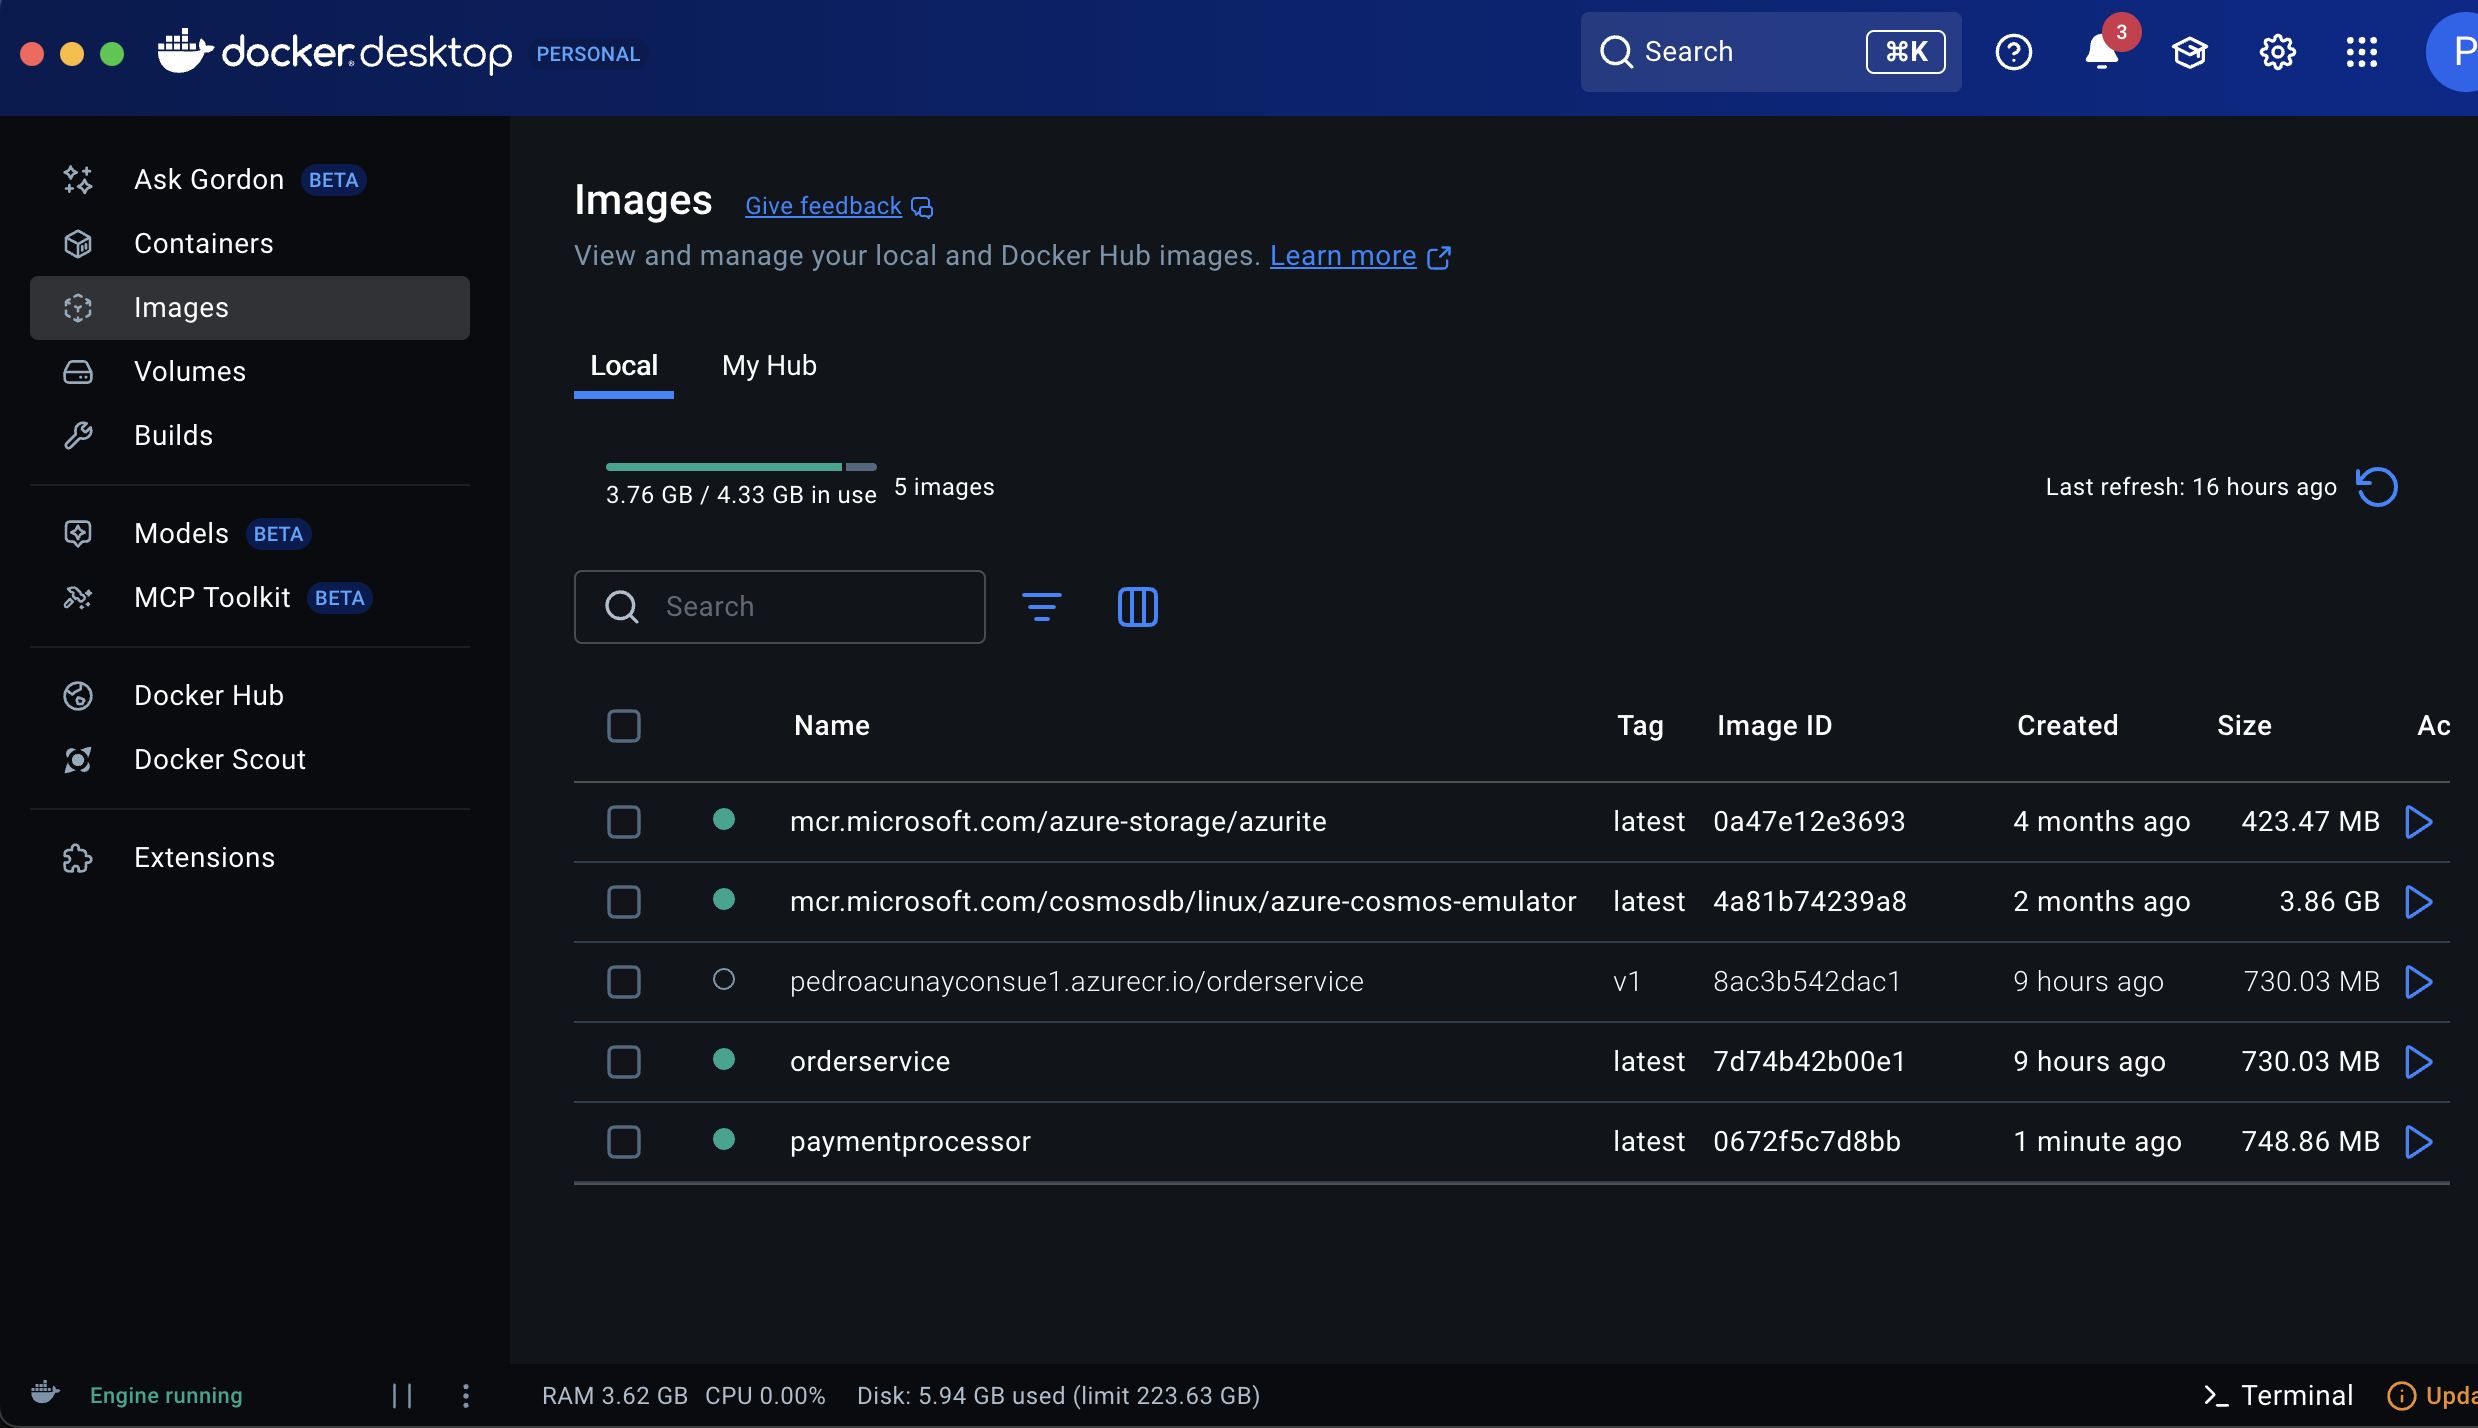 docker desktop PERSONAL
Search ⌘K
3
P
Ask Gordon BETA
Containers
Images
Volumes
Builds
Models BETA
MCP Toolkit BETA
Docker Hub
Docker Scout
Extensions
Images Give feedback
View and manage your local and Docker Hub images. Learn more
Local My Hub
3.76 GB / 4.33 GB in use 5 images
Last refresh: 16 hours ago
Search
Name Tag Image ID Created Size Ac
mcr.microsoft.com/azure-storage/azurite latest 0a47e12e3693 4 months ago 423.47 MB
mcr.microsoft.com/cosmosdb/linux/azure-cosmos-emulator latest 4a81b74239a8 2 months ago 3.86 GB
pedroacunayconsue1.azurecr.io/orderservice v1 8ac3b542dac1 9 hours ago 730.03 MB
orderservice latest 7d74b42b00e1 9 hours ago 730.03 MB
paymentprocessor latest 0672f5c7d8bb 1 minute ago 748.86 MB
Engine running
RAM 3.62 GB CPU 0.00% Disk: 5.94 GB used (limit 223.63 GB)
>_ Terminal
Upda